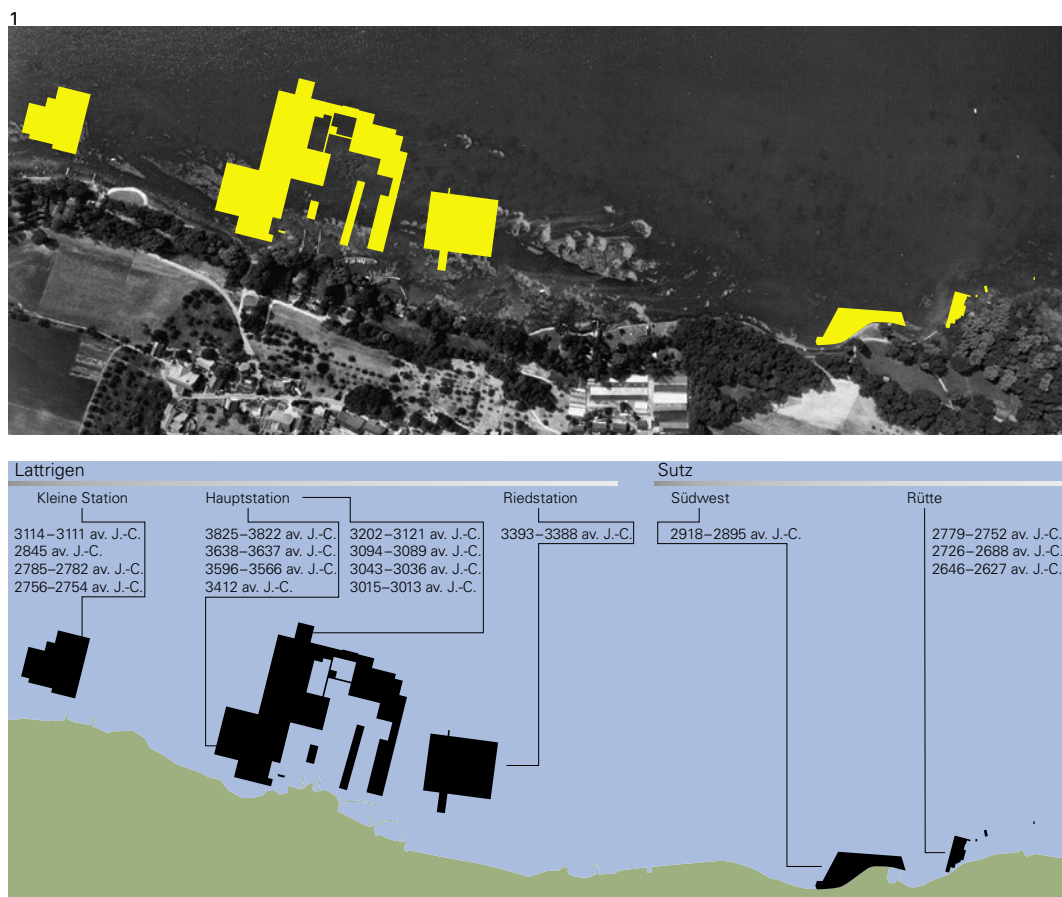 1
Lattrigen
Sutz
Kleine Station
Hauptstation
Riedstation
Südwest
Rütte
3114–3111 av. J.-C.
2845 av. J.-C.
2785–2782 av. J.-C.
2756–2754 av. J.-C.
3825–3822 av. J.-C.
3638–3637 av. J.-C.
3596–3566 av. J.-C.
3412 av. J.-C.
3202–3121 av. J.-C.
3094–3089 av. J.-C.
3043–3036 av. J.-C.
3015–3013 av. J.-C.
3393–3388 av. J.-C.
2918–2895 av. J.-C.
2779–2752 av. J.-C.
2726–2688 av. J.-C.
2646–2627 av. J.-C.